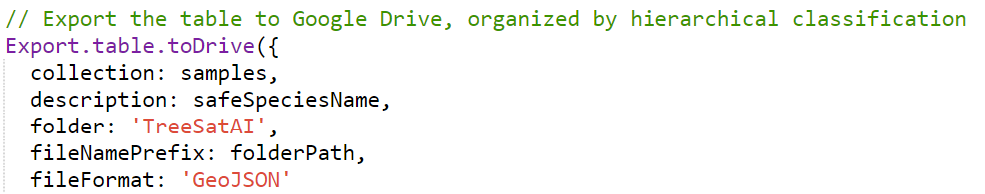 // Export the table to Google Drive, organized by hierarchical classification
Export.table.toDrive({
  collection: samples,
  description: safeSpeciesName,
  folder: 'TreeSatAI',
  fileNamePrefix: folderPath,
  fileFormat: 'GeoJSON'